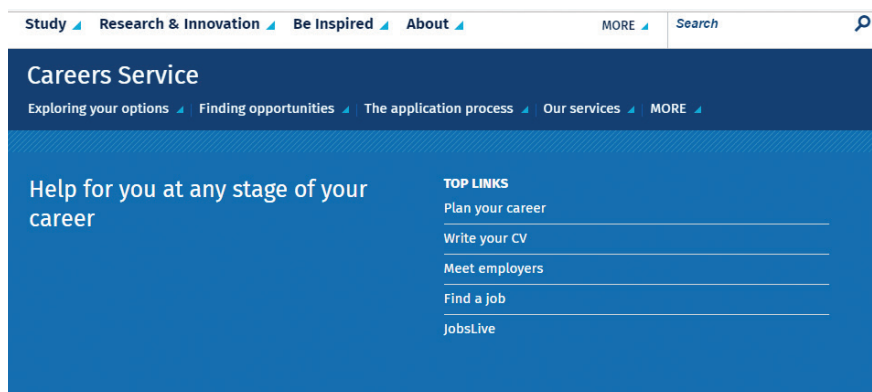 Study Research & Innovation Be Inspired About MORE Search
Careers Service
Exploring your options Finding opportunities The application process Our services MORE
Help for you at any stage of your
career
TOP LINKS
Plan your career
Write your CV
Meet employers
Find a job
JobsLive